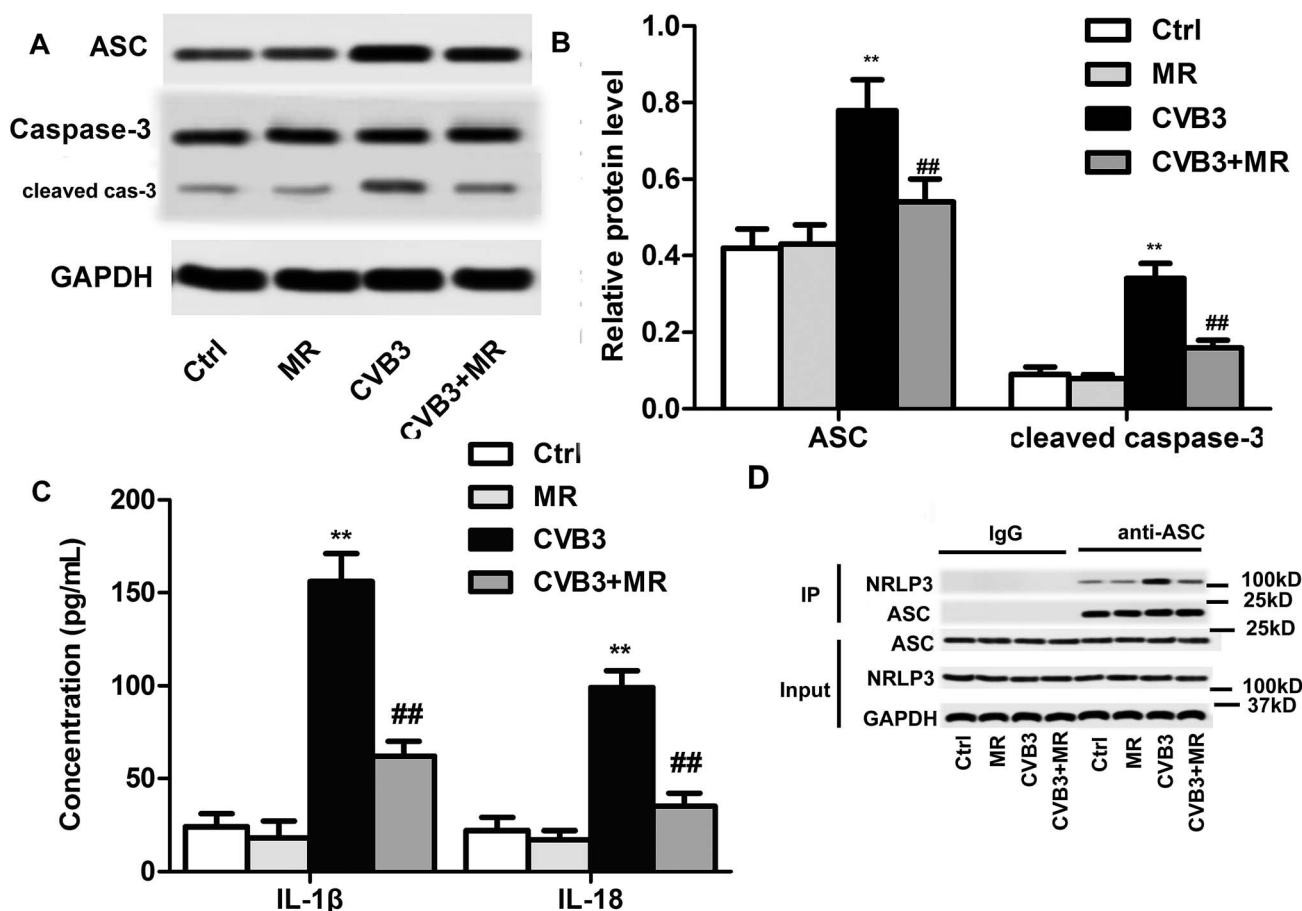 A
ASC
Caspase-3
cleaved cas-3
GAPDH
Ctrl
MR
CVB3
CVB3+MR
B
Relative protein level
1.0
0.8
0.6
0.4
0.2
0.0
**
##
**
##
ASC
cleaved caspase-3
Ctrl
MR
CVB3
CVB3+MR
C
Concentration (pg/mL)
200
150
100
50
0
**
##
**
##
IL-1β
IL-18
Ctrl
MR
CVB3
CVB3+MR
D
IgG
anti-ASC
IP
NRLP3
100kD
25kD
ASC
25kD
Input
ASC
NRLP3
100kD
37kD
GAPDH
Ctrl
MR
CVB3
CVB3+MR
Ctrl
MR
CVB3
CVB3+MR